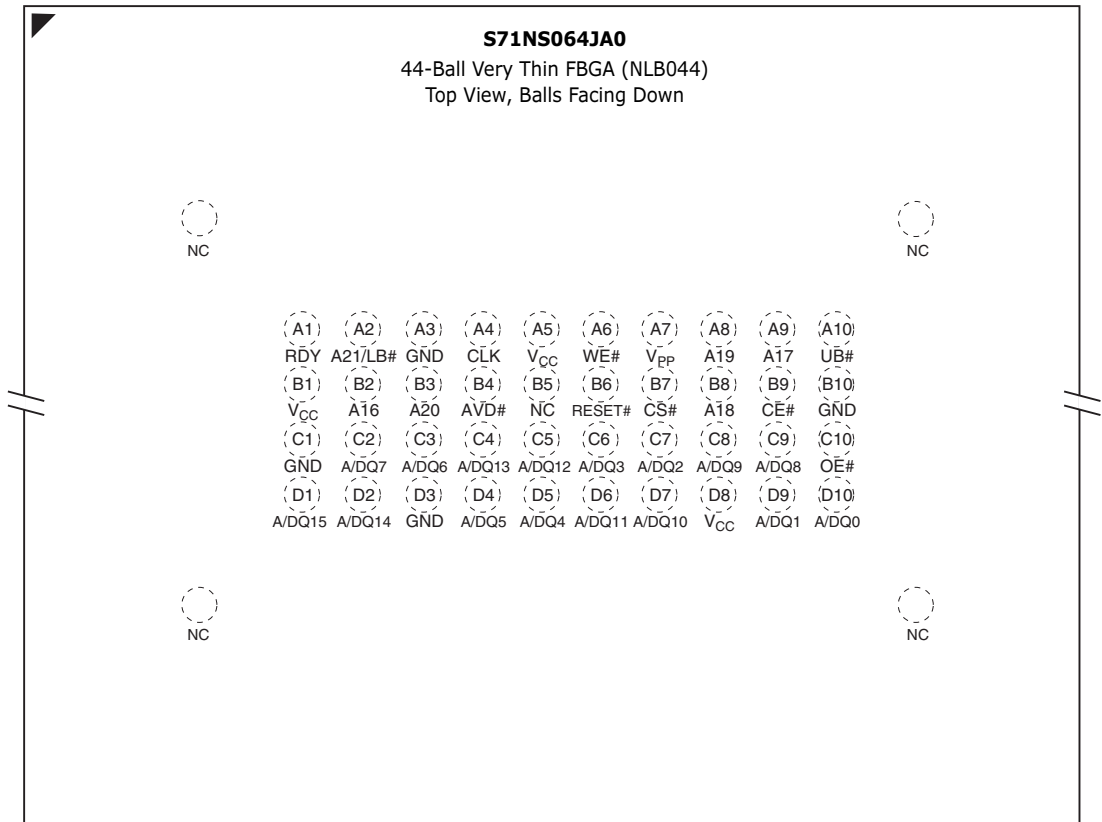 S71NS064JA0
44-Ball Very Thin FBGA (NLB044)
Top View, Balls Facing Down
NC NC
A1 A2 A3 A4 A5 A6 A7 A8 A9 A10
RDY A21/LB# GND CLK VCC WE# VPP A19 A17 UB#
B1 B2 B3 B4 B5 B6 B7 B8 B9 B10
VCC A16 A20 AVD# NC RESET# CS# A18 CE# GND
C1 C2 C3 C4 C5 C6 C7 C8 C9 C10
GND A/DQ7 A/DQ6 A/DQ13 A/DQ12 A/DQ3 A/DQ2 A/DQ9 A/DQ8 OE#
D1 D2 D3 D4 D5 D6 D7 D8 D9 D10
A/DQ15 A/DQ14 GND A/DQ5 A/DQ4 A/DQ11 A/DQ10 VCC A/DQ1 A/DQ0
NC NC